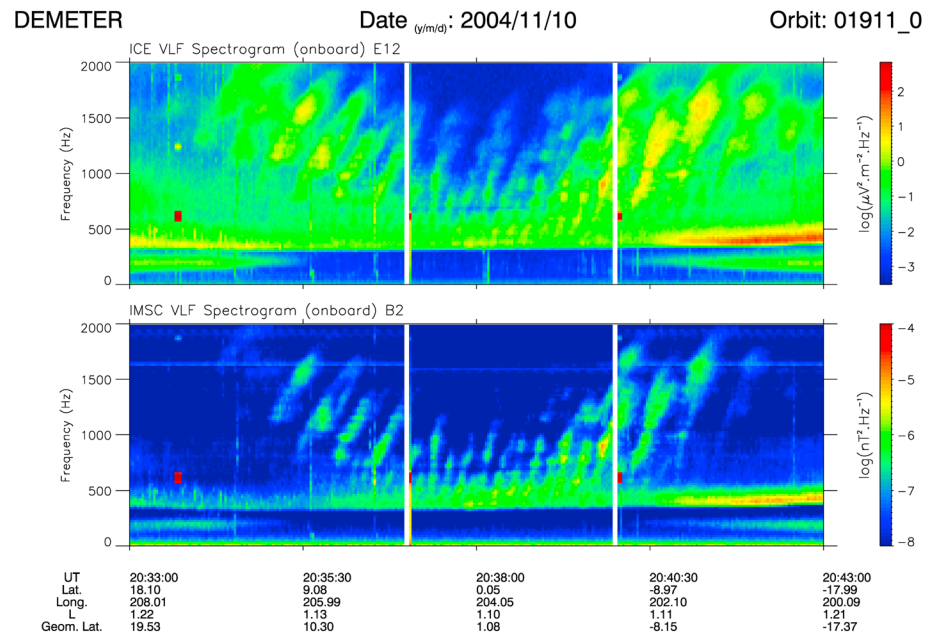 DEMETER Date (y/m/d): 2004/11/10 Orbit: 01911_0
ICE VLF Spectrogram (onboard) E12
2000
1500
1000
500
0
Frequency (Hz)
2
1
0
−1
−2
−3
log(μV².m⁻².Hz⁻¹)
IMSC VLF Spectrogram (onboard) B2
2000
1500
1000
500
0
Frequency (Hz)
−4
−5
−6
−7
−8
log(nT².Hz⁻¹)
UT 20:33:00 20:35:30 20:38:00 20:40:30 20:43:00
Lat. 18.10 9.08 0.05 -8.97 -17.99
Long. 208.01 205.99 204.05 202.10 200.09
L 1.22 1.13 1.10 1.11 1.21
Geom. Lat. 19.53 10.30 1.08 -8.15 -17.37